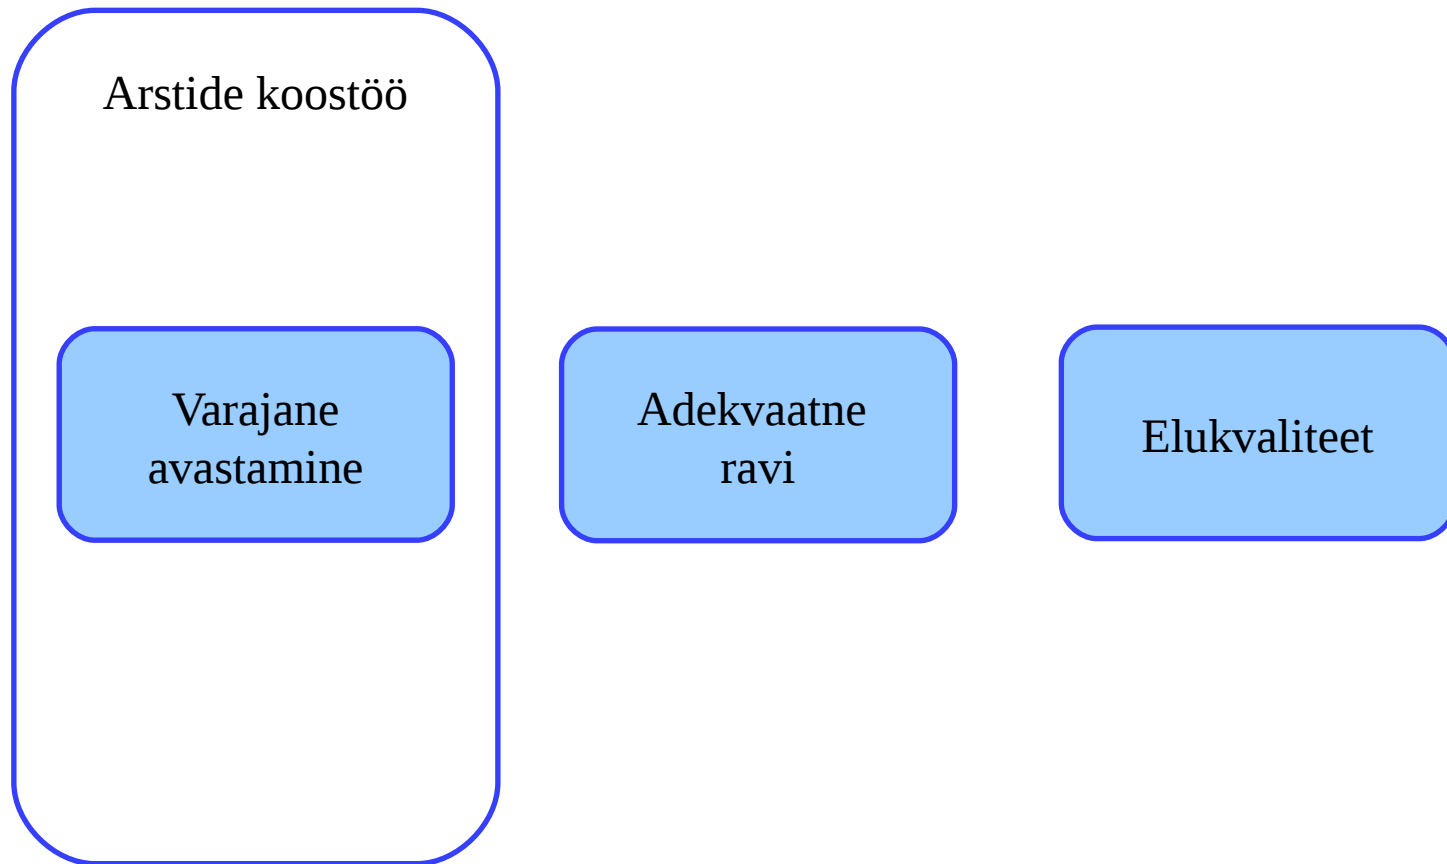 Arstide koostöö
Varajane
avastamine
Adekvaatne
ravi
Elukvaliteet